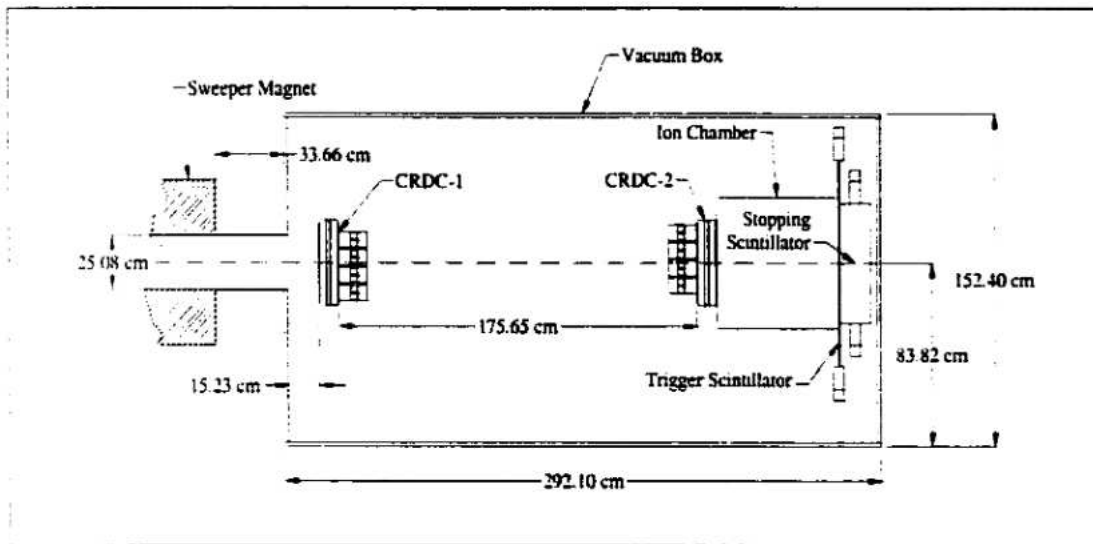 Vacuum Box
Sweeper Magnet
Ion Chamber
33.66 cm
CRDC-1
CRDC-2
Stopping
Scintillator
25.08 cm
152.40 cm
175.65 cm
83.82 cm
15.23 cm
Trigger Scintillator
292.10 cm